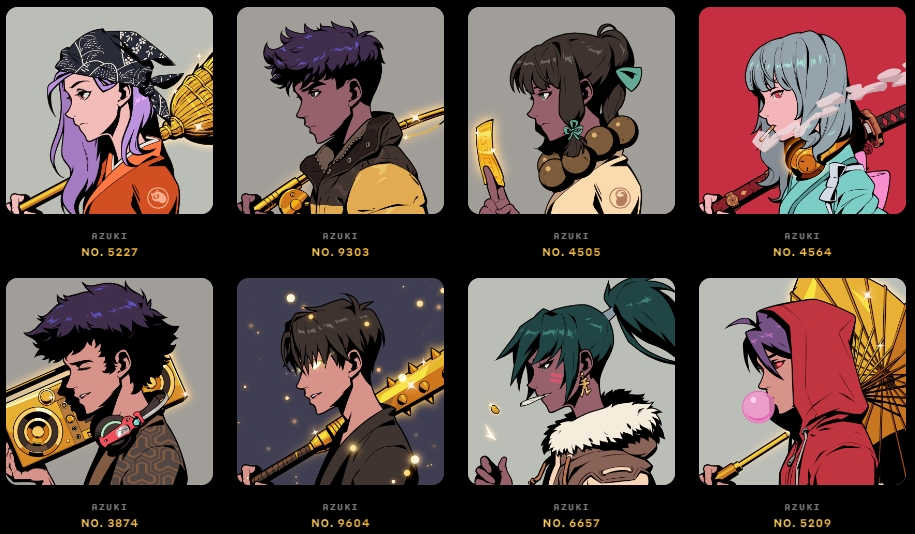 AZUKI
NO. 5227
AZUKI
NO. 9303
AZUKI
NO. 4505
AZUKI
NO. 4564
AZUKI
NO. 3874
AZUKI
NO. 9604
AZUKI
NO. 6657
AZUKI
NO. 5209